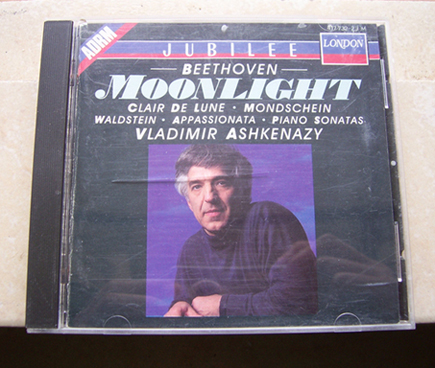 ADRM
JUBILEE
LONDON
BEETHOVEN
MOONLIGHT
CLAIR DE LUNE · MONDSCHEIN
WALDSTEIN · APPASSIONATA · PIANO SONATAS
VLADIMIR ASHKENAZY